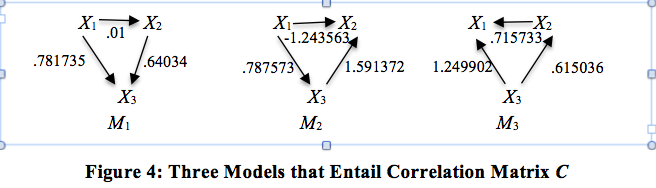 X₁ X₂ X₁ X₂ X₁ X₂
.01 -1.243563 .715733
.781735 .64034 .787573 1.591372 1.249902 .615036
X₃ X₃ X₃
M₁ M₂ M₃
Figure 4: Three Models that Entail Correlation Matrix C